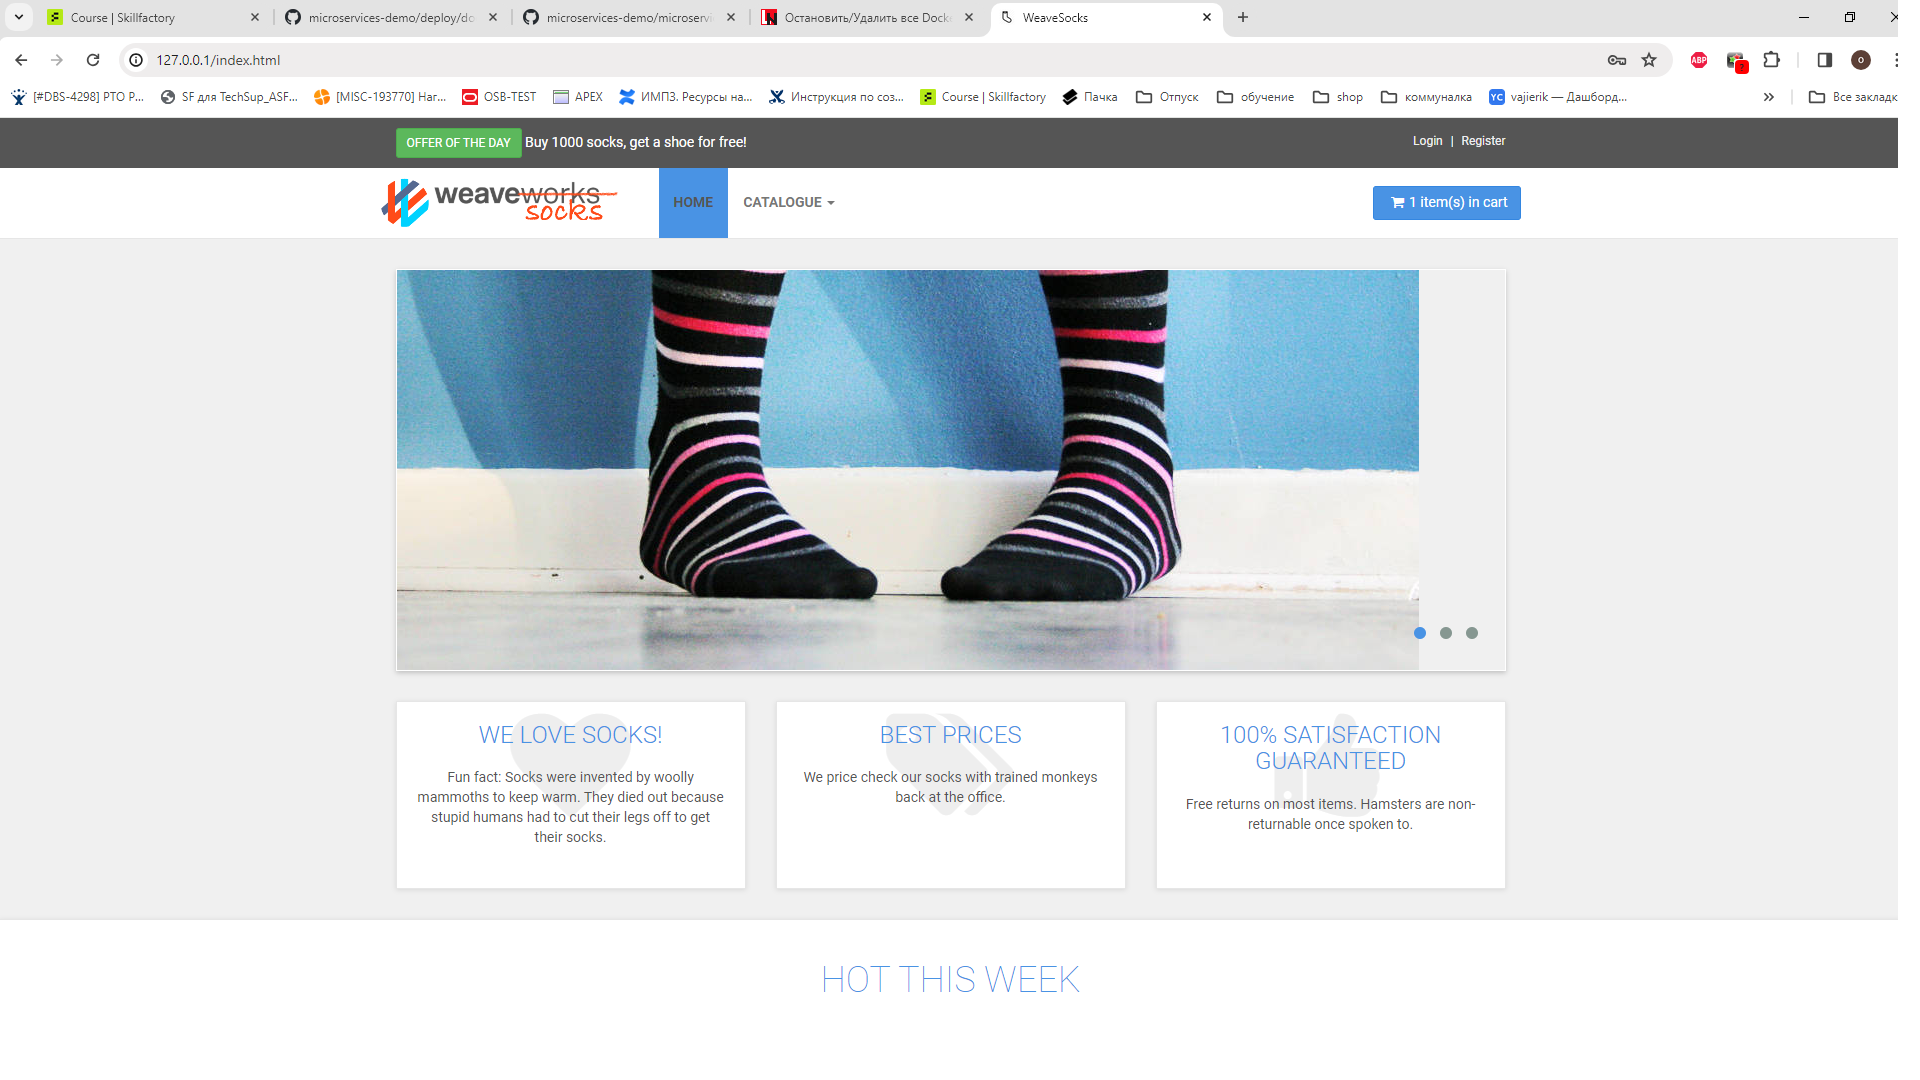 Course | Skillfactory
microservices-demo/deploy/do
microservices-demo/microservi
Остановить/Удалить все Docke
WeaveSocks
127.0.0.1/index.html
ABP
?
O
[#DBS-4298] РТО Р...
SF для TechSup_ASF...
[MISC-193770] Наг...
OSB-TEST
APEX
ИМПЗ. Ресурсы на...
Инструкция по соз...
Course | Skillfactory
Пачка
Отпуск
обучение
shop
коммуналка
YC
vajierik — Дашборд...
Все закладк
OFFER OF THE DAY Buy 1000 socks, get a shoe for free!
Login | Register
weaveworks
socks
HOME
CATALOGUE
1 item(s) in cart
WE LOVE SOCKS!
Fun fact: Socks were invented by woolly
mammoths to keep warm. They died out because
stupid humans had to cut their legs off to get
their socks.
BEST PRICES
We price check our socks with trained monkeys
back at the office.
100% SATISFACTION
GUARANTEED
Free returns on most items. Hamsters are non-
returnable once spoken to.
HOT THIS WEEK